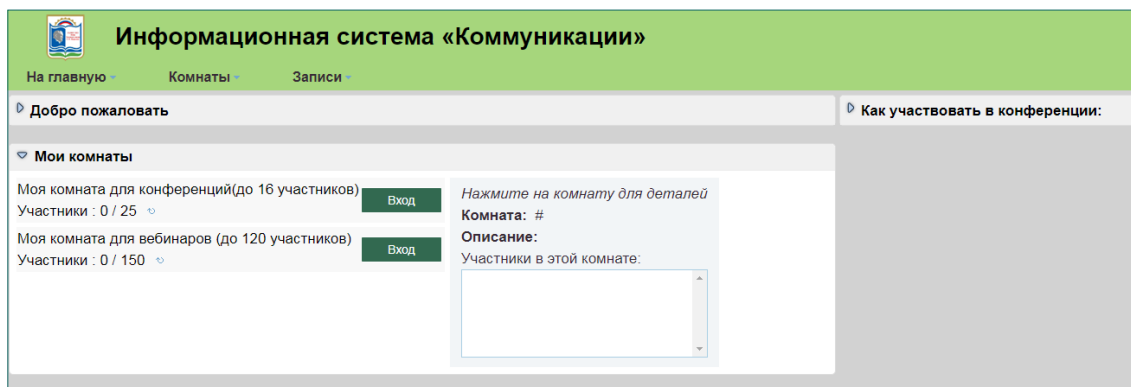 Информационная система «Коммуникации»
На главную Комнаты Записи
Добро пожаловать
Как участвовать в конференции:
Мои комнаты
Моя комната для конференций(до 16 участников)
Участники : 0 / 25
Вход
Моя комната для вебинаров (до 120 участников)
Участники : 0 / 150
Вход
Нажмите на комнату для деталей
Комната: #
Описание:
Участники в этой комнате: